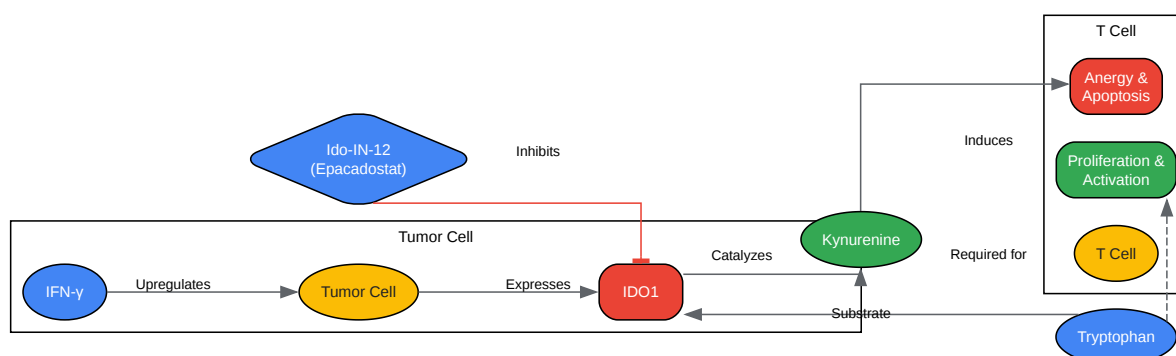 T Cell
Anergy &
Apoptosis
Ido-IN-12
(Epacadostat)
Inhibits
Induces
Proliferation &
Activation
Tumor Cell
Kynurenine
Catalyzes
Required for
T Cell
IFN-γ
Upregulates
Tumor Cell
Expresses
IDO1
Substrate
Tryptophan